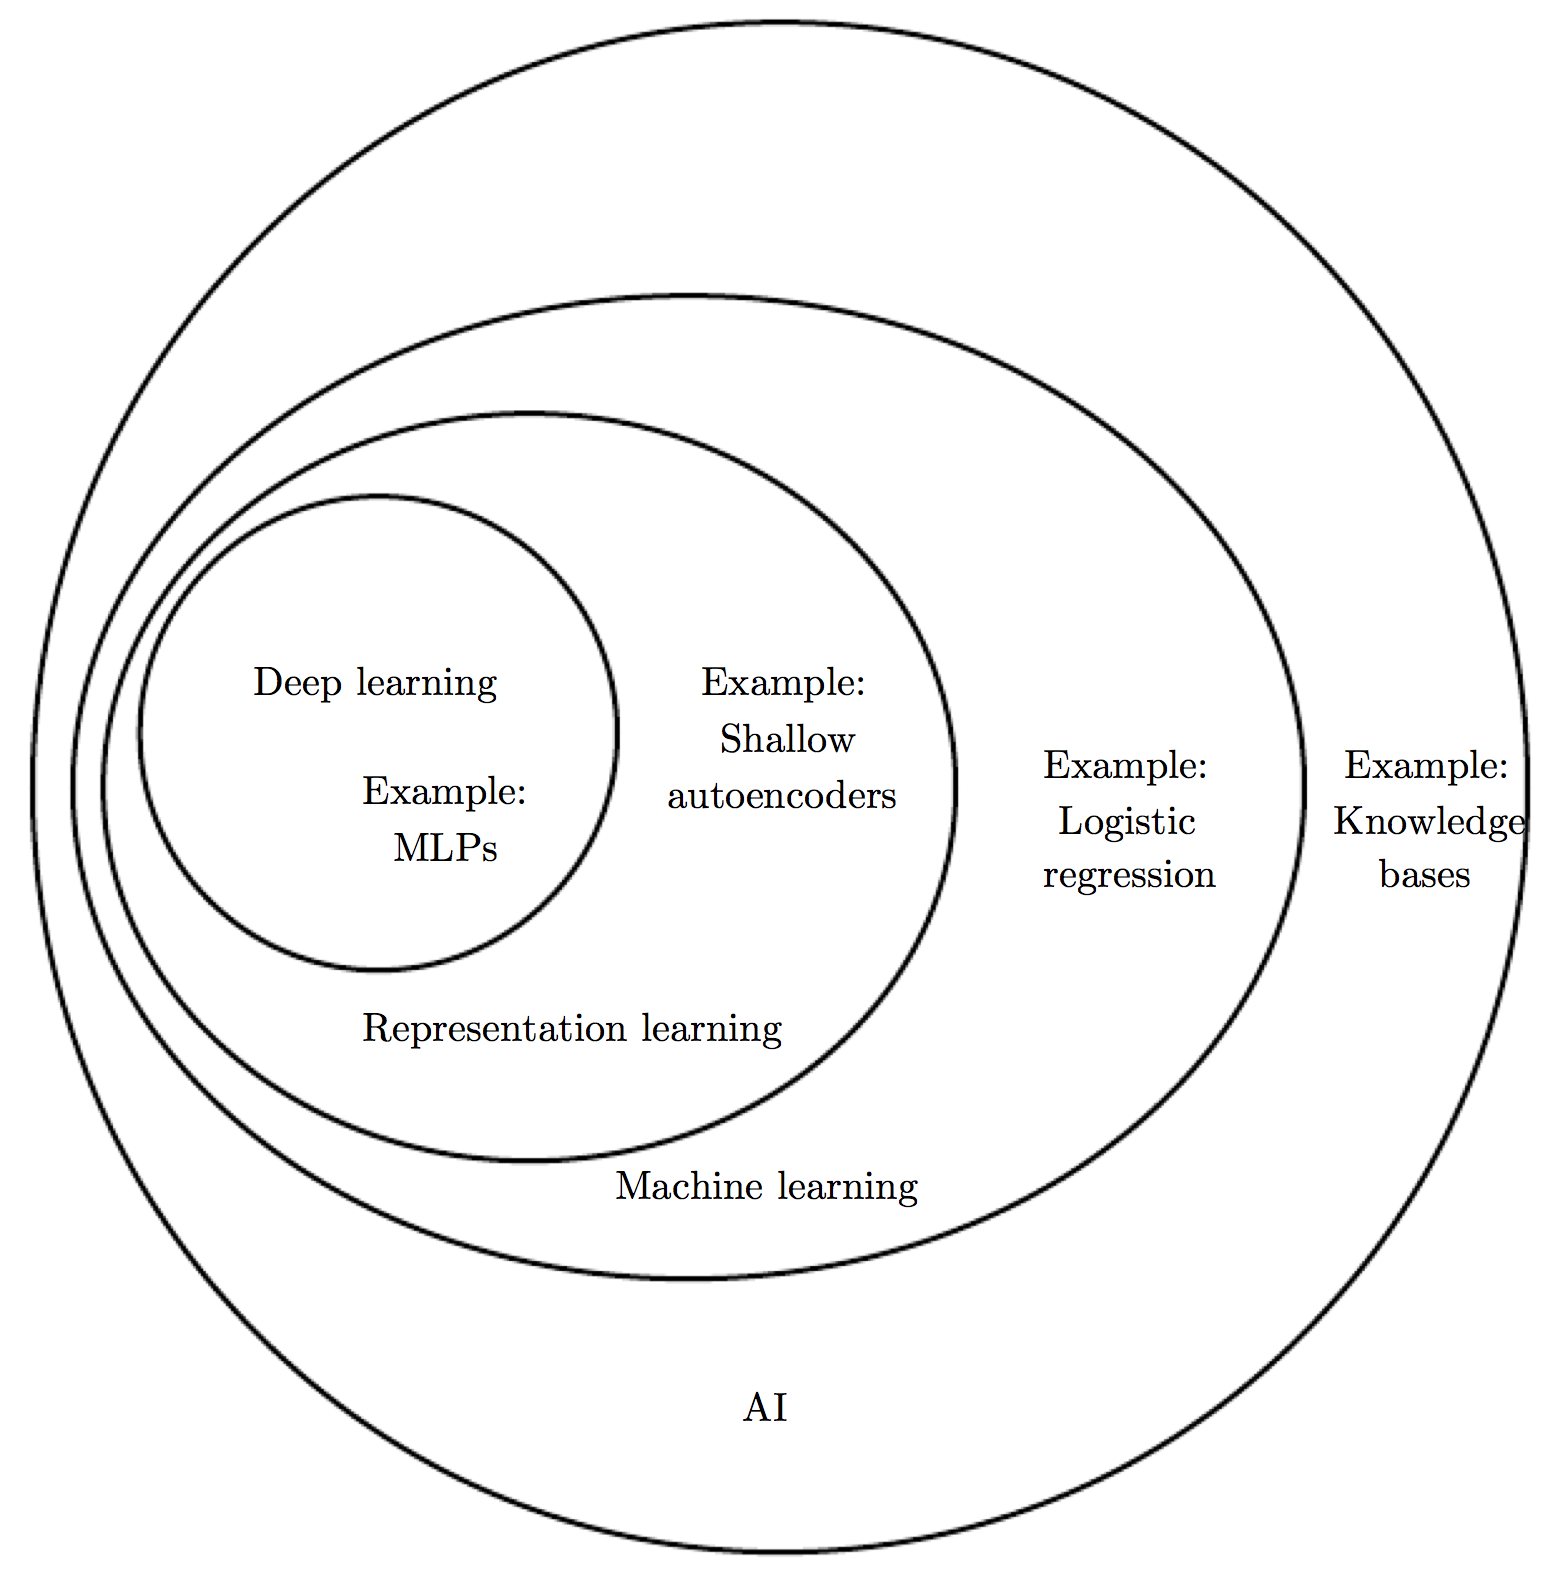 Deep learning
Example:
MLPs
Example:
Shallow
autoencoders
Example:
Logistic
regression
Example:
Knowledge
bases
Representation learning
Machine learning
AI